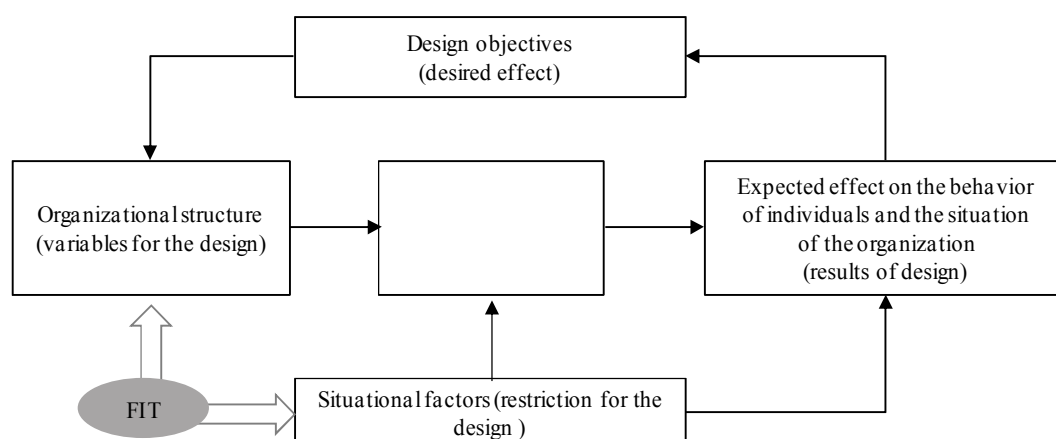 Design objectives
(desired effect)
Organizational structure
(variables for the design)
Expected effect on the behavior
of individuals and the situation
of the organization
(results of design)
FIT
Situational factors (restriction for the
design )